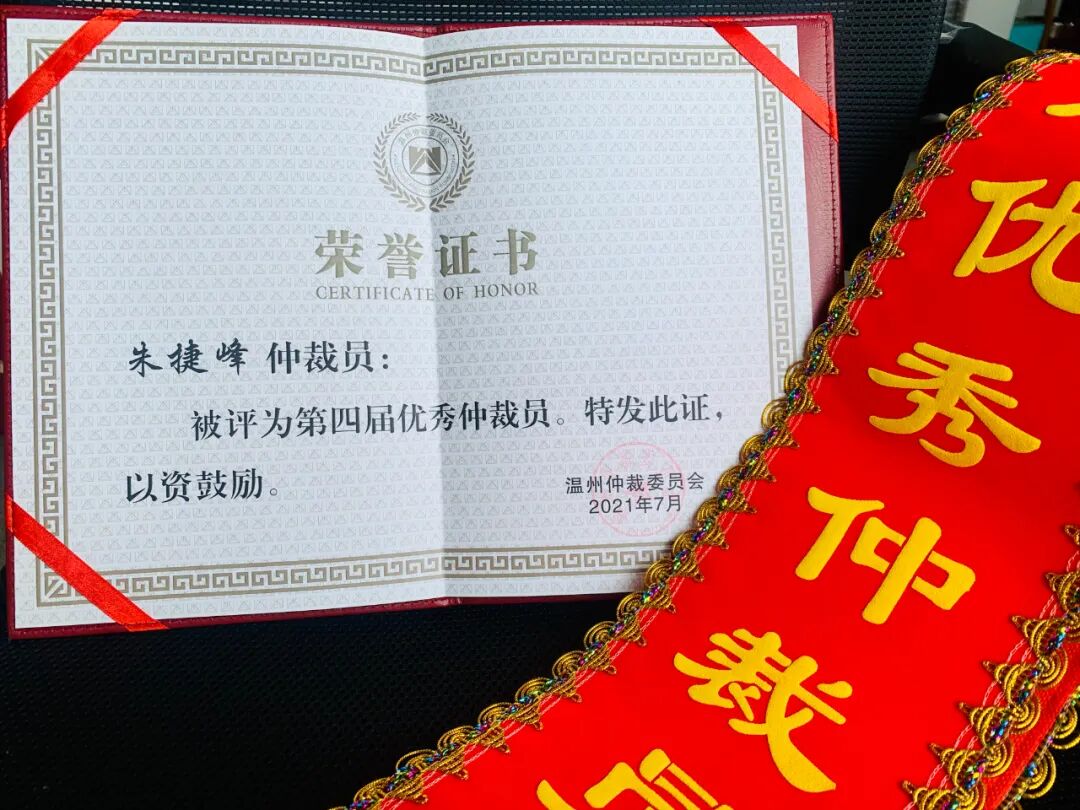 荣誉证书
CERTIFICATE OF HONOR
朱捷峰 仲裁员：
被评为第四届优秀仲裁员。特发此证，
以资鼓励。
温州仲裁委员会
2021年7月
优秀仲裁员